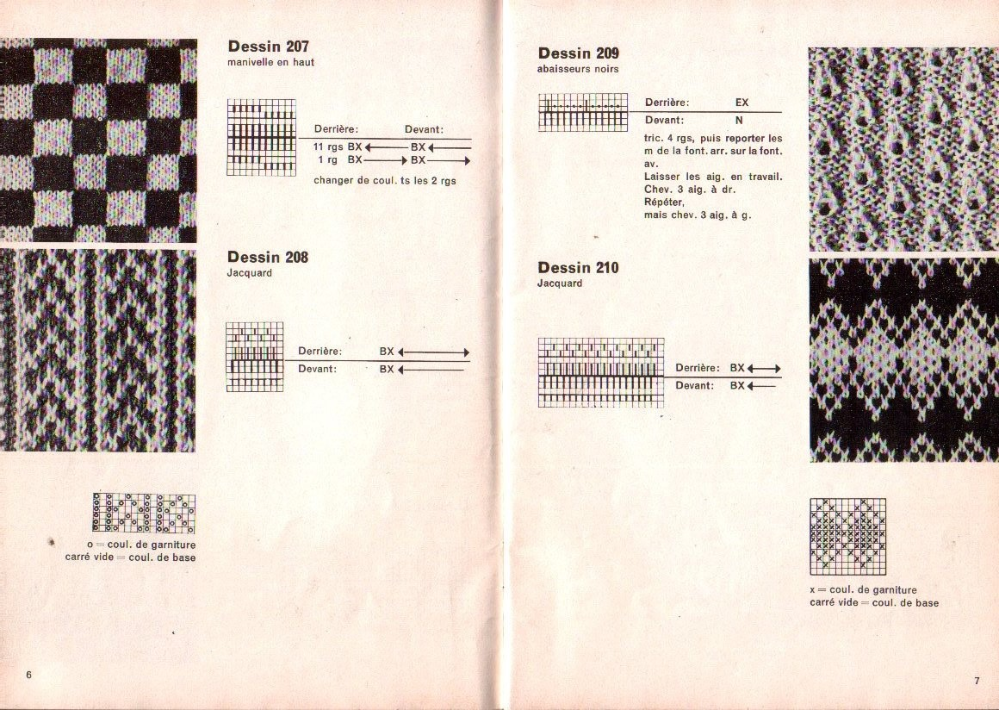 Dessin 207
manivelle en haut
Derrière: Devant:
11 rgs BX BX
1 rg BX BX
changer de coul. ts les 2 rgs
Dessin 208
Jacquard
Derrière: BX
Devant: BX
o = coul. de garniture
carré vide = coul. de base
6
Dessin 209
abaisseurs noirs
Derrière: EX
Devant: N
tric. 4 rgs, puis reporter les
m de la font. arr. sur la font.
av.
Laisser les aig. en travail.
Chev. 3 aig. à dr.
Répéter,
mais chev. 3 aig. à g.
Dessin 210
Jacquard
Derrière: BX
Devant: BX
x = coul. de garniture
carré vide = coul. de base
7